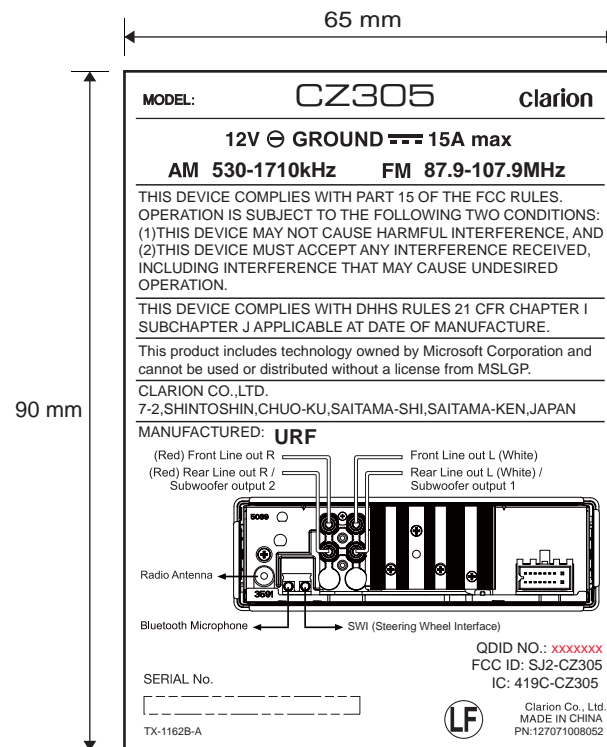 65 mm
MODEL: CZ305 clarion
12V ⊖ GROUND ⎓ 15A max
AM 530-1710kHz FM 87.9-107.9MHz
THIS DEVICE COMPLIES WITH PART 15 OF THE FCC RULES.
OPERATION IS SUBJECT TO THE FOLLOWING TWO CONDITIONS:
(1)THIS DEVICE MAY NOT CAUSE HARMFUL INTERFERENCE, AND
(2)THIS DEVICE MUST ACCEPT ANY INTERFERENCE RECEIVED,
INCLUDING INTERFERENCE THAT MAY CAUSE UNDESIRED
OPERATION.
THIS DEVICE COMPLIES WITH DHHS RULES 21 CFR CHAPTER I
SUBCHAPTER J APPLICABLE AT DATE OF MANUFACTURE.
This product includes technology owned by Microsoft Corporation and
cannot be used or distributed without a license from MSLGP.
CLARION CO.,LTD.
7-2,SHINTOSHIN,CHUO-KU,SAITAMA-SHI,SAITAMA-KEN,JAPAN
90 mm
MANUFACTURED: URF
(Red) Front Line out R
Front Line out L (White)
(Red) Rear Line out R /
Subwoofer output 2
Rear Line out L (White) /
Subwoofer output 1
5089
Radio Antenna
3591
Bluetooth Microphone
SWI (Steering Wheel Interface)
QDID NO.: xxxxxxx
FCC ID: SJ2-CZ305
IC: 419C-CZ305
SERIAL No.
LF
Clarion Co., Ltd.
MADE IN CHINA
PN:127071008052
TX-1162B-A